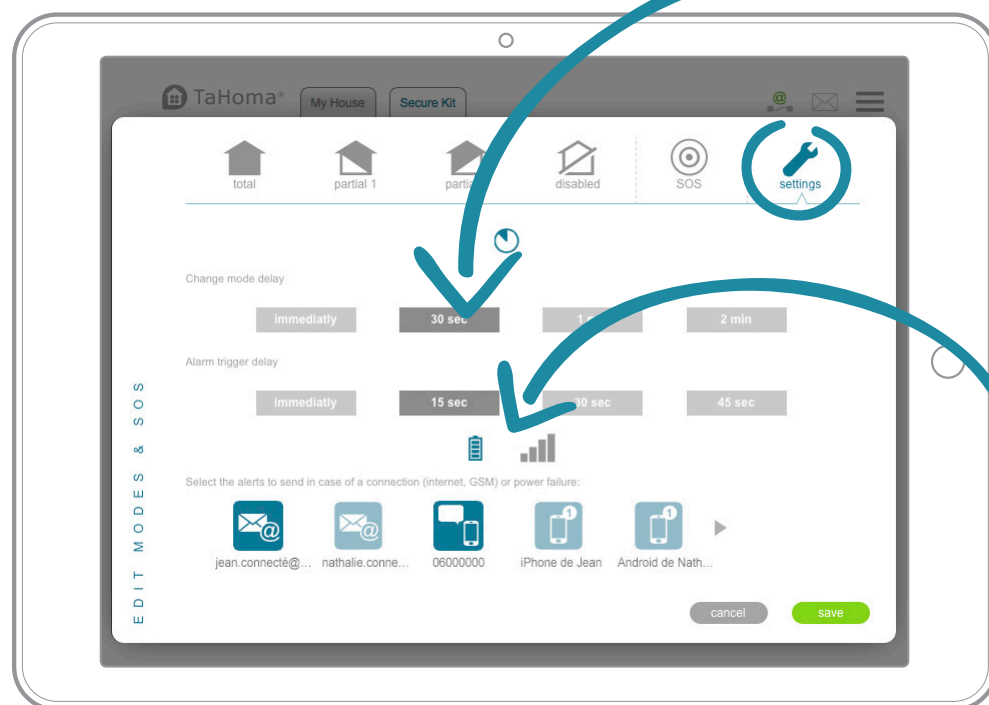 TaHoma®
My House
Secure Kit
@
total
partial 1
disabled
SOS
settings
Change mode delay
immediatly
30 sec
2 min
Alarm trigger delay
immediatly
15 sec
30 sec
45 sec
EDIT MODES & SOS
Select the alerts to send in case of a connection (internet, GSM) or power failure:
@
@
1
1
jean.connecté@...
nathalie.conne...
06000000
iPhone de Jean
Android de Nath...
cancel
save